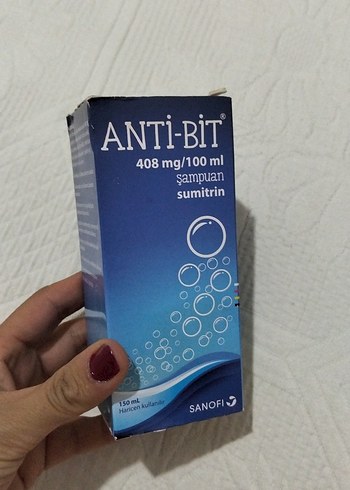 ANTİ-BİT®
408 mg/100 ml
şampuan
sumitrin
150 mL
Haricen kullanılır
SANOFI